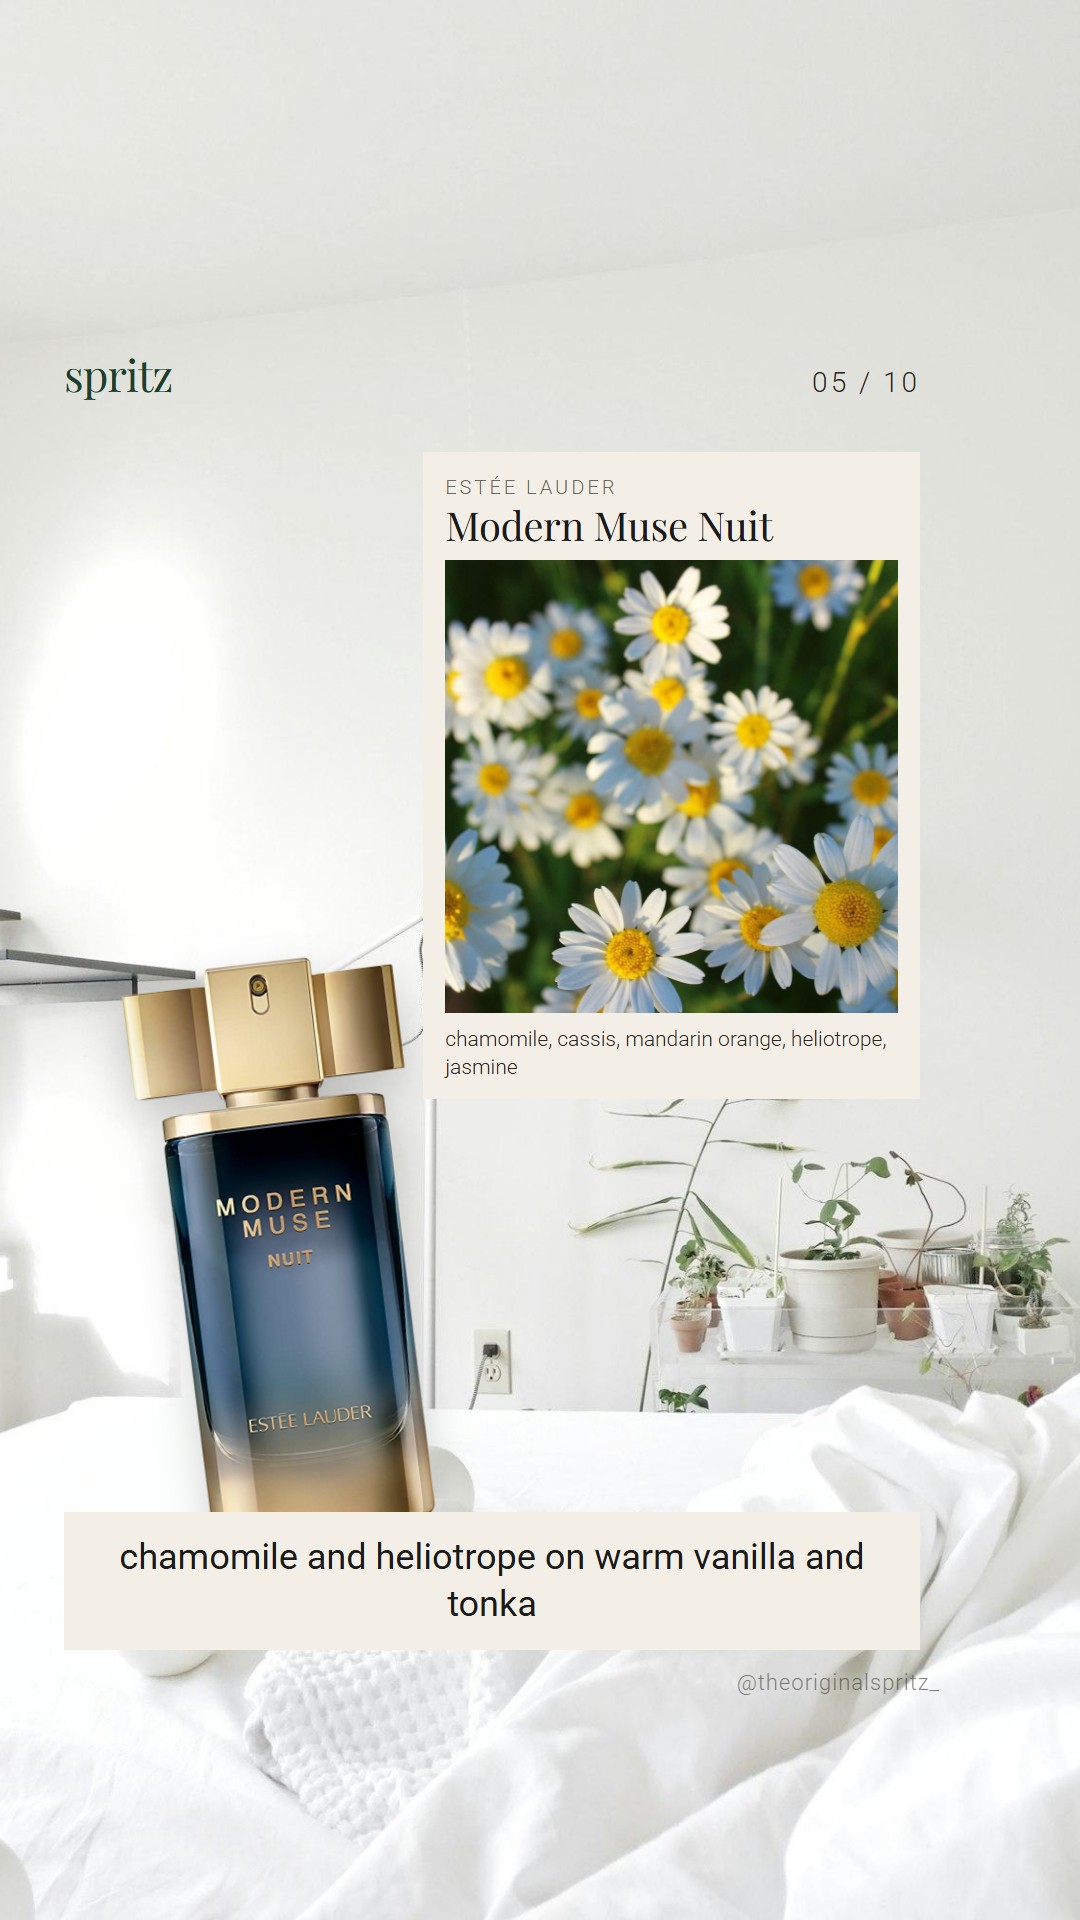 spritz
05 / 10
ESTÉE LAUDER
Modern Muse Nuit
chamomile, cassis, mandarin orange, heliotrope,
jasmine
MODERN
MUSE
NUIT
ESTÉE LAUDER
chamomile and heliotrope on warm vanilla and
tonka
@theoriginalspritz_